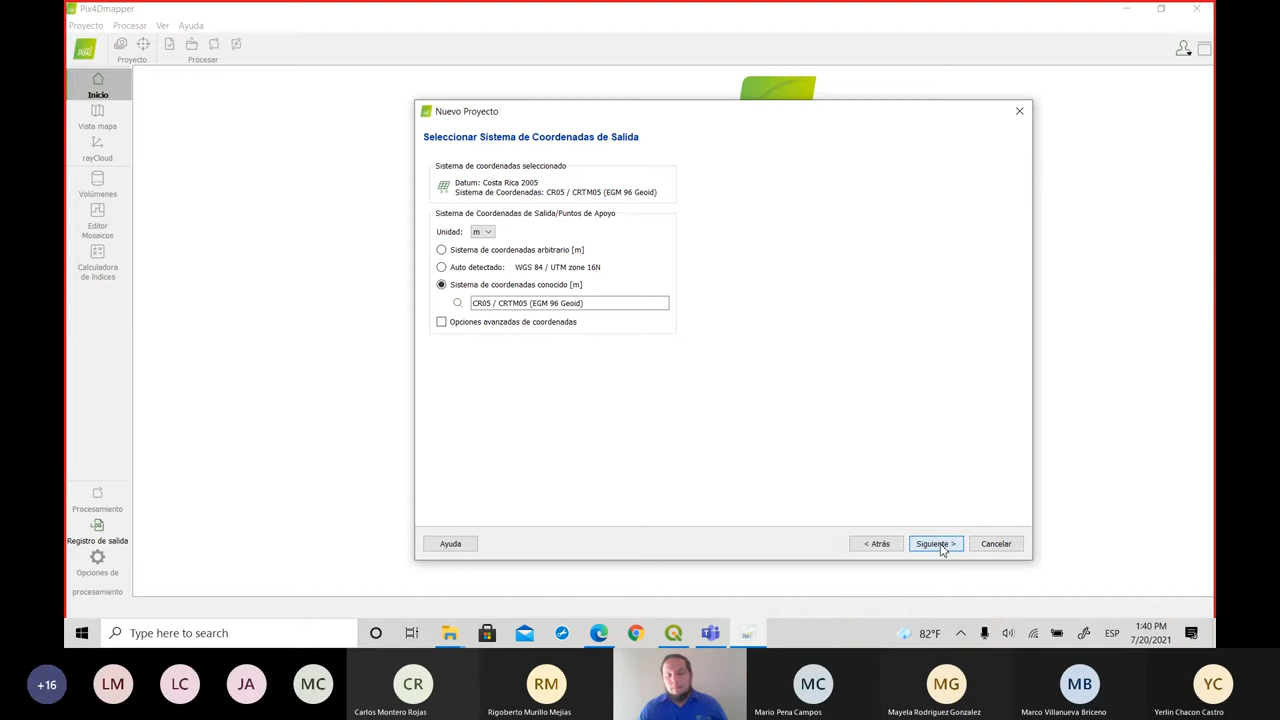 Pix4Dmapper
Proyecto Procesar Ver Ayuda
Proyecto
Procesar
Inicio
Vista mapa
rayCloud
Volúmenes
Editor
Mosaicos
Calculadora
de índices
Procesamiento
Registro de salida
Opciones de
procesamiento
Nuevo Proyecto
Seleccionar Sistema de Coordenadas de Salida
Sistema de coordenadas seleccionado
Datum: Costa Rica 2005
Sistema de Coordenadas: CR05 / CRTM05 (EGM 96 Geoid)
Sistema de Coordenadas de Salida/Puntos de Apoyo
Unidad: m
Sistema de coordenadas arbitrario [m]
Auto detectado: WGS 84 / UTM zone 16N
Sistema de coordenadas conocido [m]
CR05 / CRTM05 (EGM 96 Geoid)
Opciones avanzadas de coordenadas
Ayuda
< Atrás
Siguiente >
Cancelar
Type here to search
82°F
ESP
1:40 PM
7/20/2021
+16
LM
LC
JA
MC
CR
Carlos Montero Rojas
RM
Rigoberto Murillo Mejias
MC
Mario Pena Campos
MG
Mayela Rodriguez Gonzalez
MB
Marco Villanueva Briceno
YC
Yerlin Chacon Castro